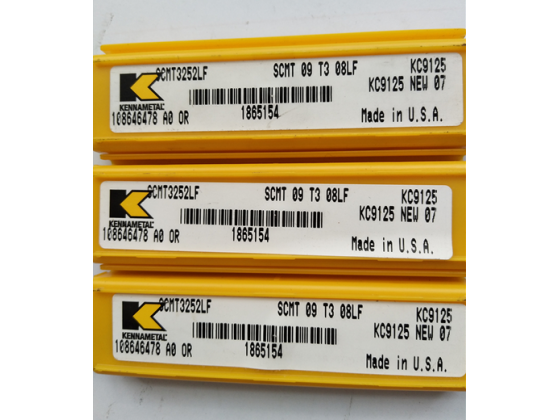 SCMT3252LF SCMT 09 T3 08LF KC9125
KC9125 NEW 07
KENNAMETAL
108646478 A0 OR 1865154 Made in U.S.A.
SCMT3252LF SCMT 09 T3 08LF KC9125
KC9125 NEW 07
KENNAMETAL
108646478 A0 OR 1865154 Made in U.S.A.
SCMT3252LF SCMT 09 T3 08LF KC9125
KC9125 NEW 07
KENNAMETAL
108646478 A0 OR 1865154 Made in U.S.A.